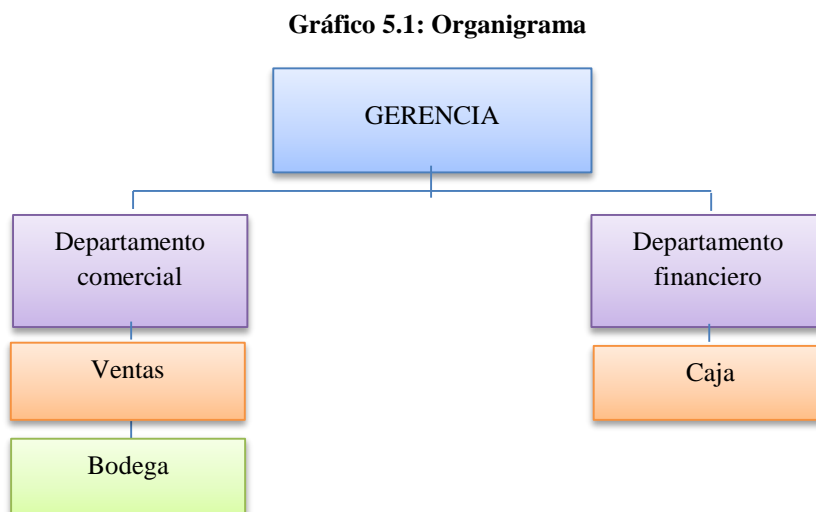 Gráfico 5.1: Organigrama
GERENCIA
Departamento
comercial
Departamento
financiero
Ventas
Caja
Bodega